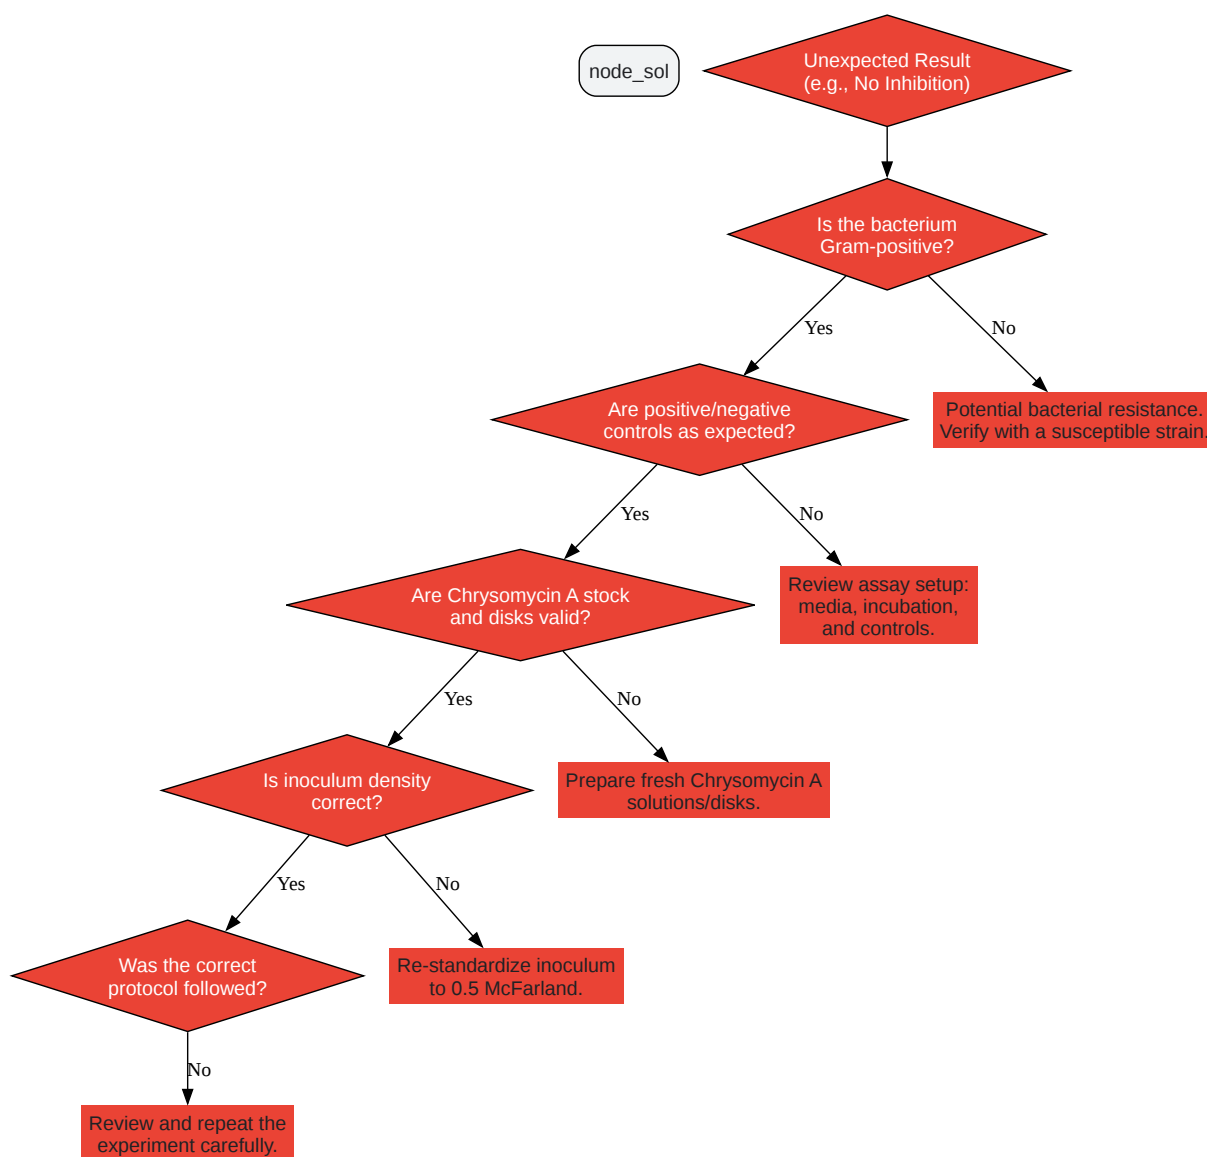 node_sol
Unexpected Result
(e.g., No Inhibition)
Is the bacterium
Gram-positive?
Yes
No
Are positive/negative
controls as expected?
Potential bacterial resistance.
Verify with a susceptible strain.
Yes
No
Are Chrysomycin A stock
and disks valid?
Review assay setup:
media, incubation,
and controls.
Yes
No
Is inoculum density
correct?
Prepare fresh Chrysomycin A
solutions/disks.
Yes
No
Was the correct
protocol followed?
Re-standardize inoculum
to 0.5 McFarland.
No
Review and repeat the
experiment carefully.